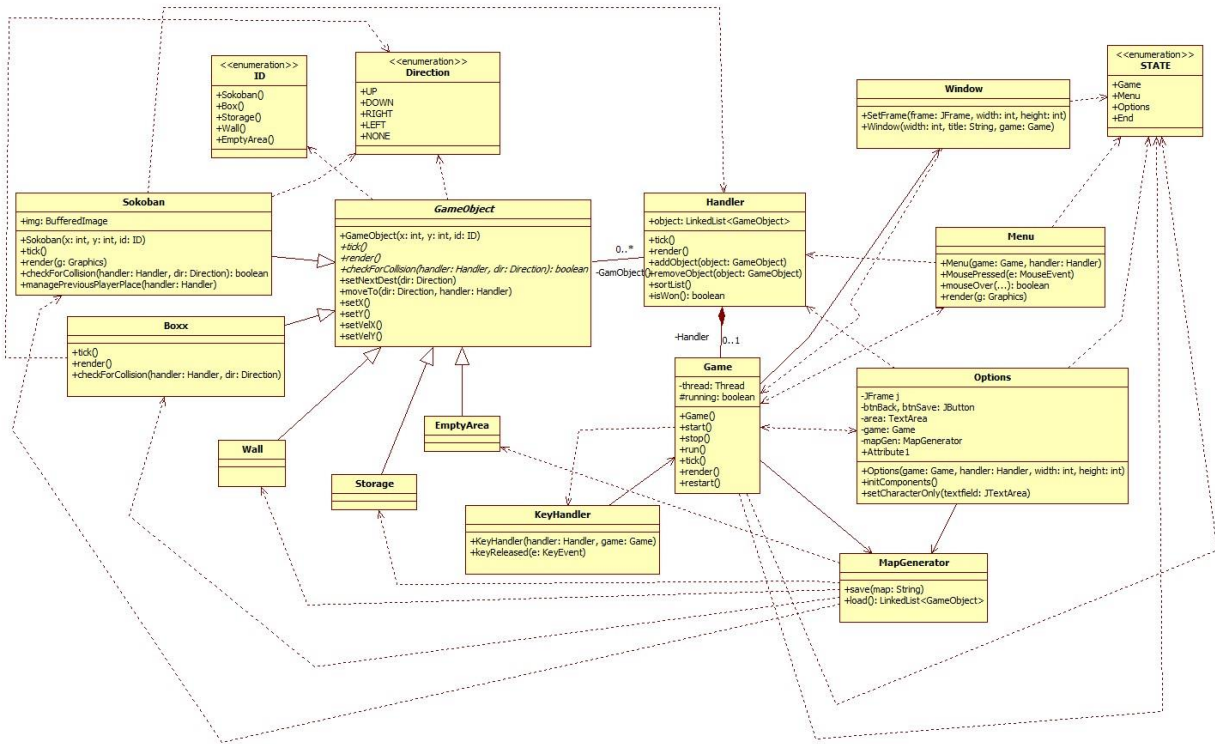 <<enumeration>>
ID
+Sokoban()
+Box()
+Storage()
+Wall()
+EmptyArea()
<<enumeration>>
Direction
+UP
+DOWN
+RIGHT
+LEFT
+NONE
<<enumeration>>
STATE
+Game
+Menu
+Options
+End
Window
+SetFrame(frame: JFrame, width: int, height: int)
+Window(width: int, title: String, game: Game)
Sokoban
+img: BufferedImage
+Sokoban(x: int, y: int, id: ID)
+tick()
+render(g: Graphics)
+checkForCollision(handler: Handler, dir: Direction): boolean
+managePreviousPlayerPlace(handler: Handler)
GameObject
+GameObject(x: int, y: int, id: ID)
+tick()
+render()
+checkForCollision(handler: Handler, dir: Direction): boolean
+setNextDest(dir: Direction)
+moveTo(dir: Direction, handler: Handler)
+setX()
+setY()
+setVelX()
+setVelY()
0..*
-GamObject()
Handler
+object: LinkedList<GameObject>
+tick()
+render()
+addObject(object: GameObject)
+removeObject(object: GameObject)
+sortList()
+isWon(): boolean
Menu
+Menu(game: Game, handler: Handler)
+MousePressed(e: MouseEvent)
+mouseOver(...): boolean
+render(g: Graphics)
Boxx
+tick()
+render()
+checkForCollision(handler: Handler, dir: Direction)
-Handler
0..1
Game
-thread: Thread
#running: boolean
+Game()
+start()
+stop()
+run()
+tick()
+render()
+restart()
Options
-JFrame j
-btnBack, btnSave: JButton
-area: TextArea
-game: Game
-mapGen: MapGenerator
+Attribute1
+Options(game: Game, handler: Handler, width: int, height: int)
+initComponents()
+setCharacterOnly(textfield: JTextArea)
EmptyArea
Wall
Storage
KeyHandler
+KeyHandler(handler: Handler, game: Game)
+keyReleased(e: KeyEvent)
MapGenerator
+save(map: String)
+load(): LinkedList<GameObject>